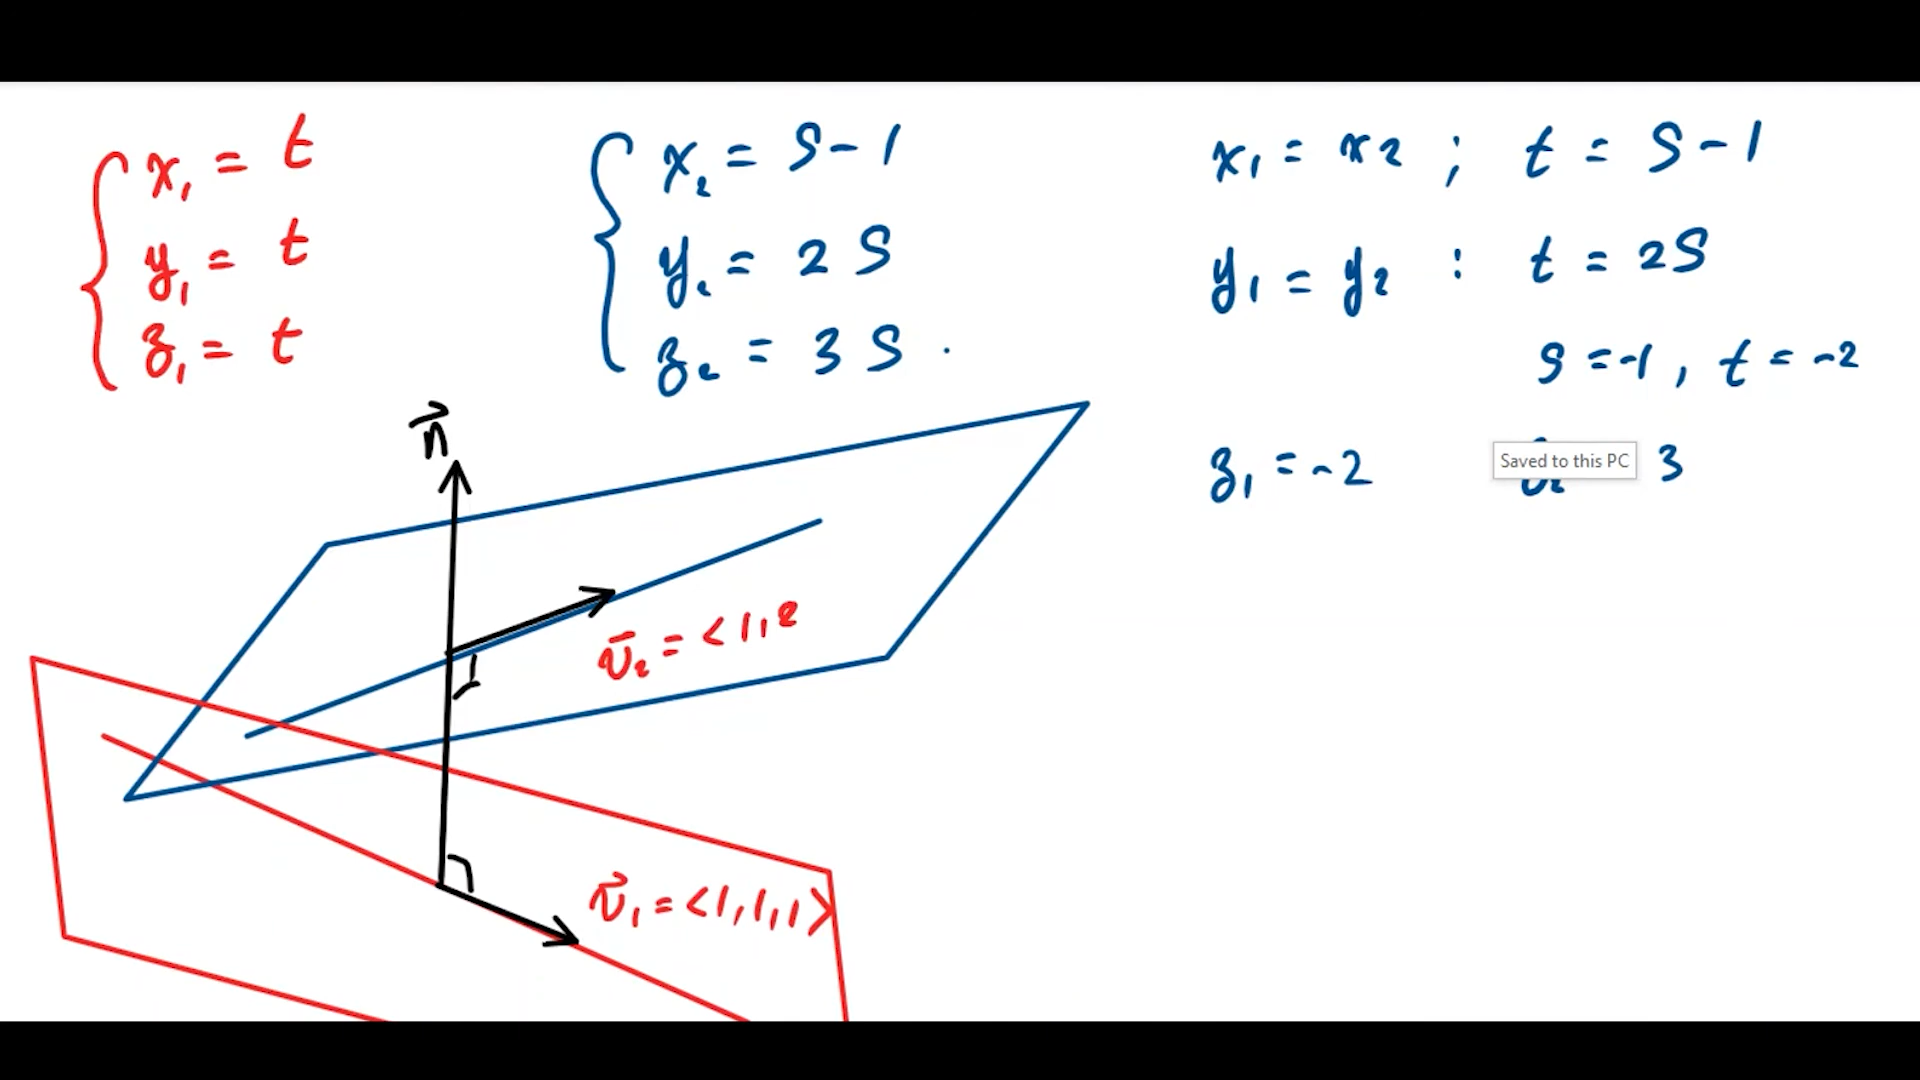 x₁ = t
y₁ = t
z₁ = t
x₂ = s-1
y₂ = 2s
z₂ = 3s.
x₁ = x₂ ; t = s-1
y₁ = y₂ : t = 2s
s = -1, t = -2
z₁ = -2
Saved to this PC
3
n⃗
v⃗₂ = <1,2
v⃗₁ = <1,1,1>